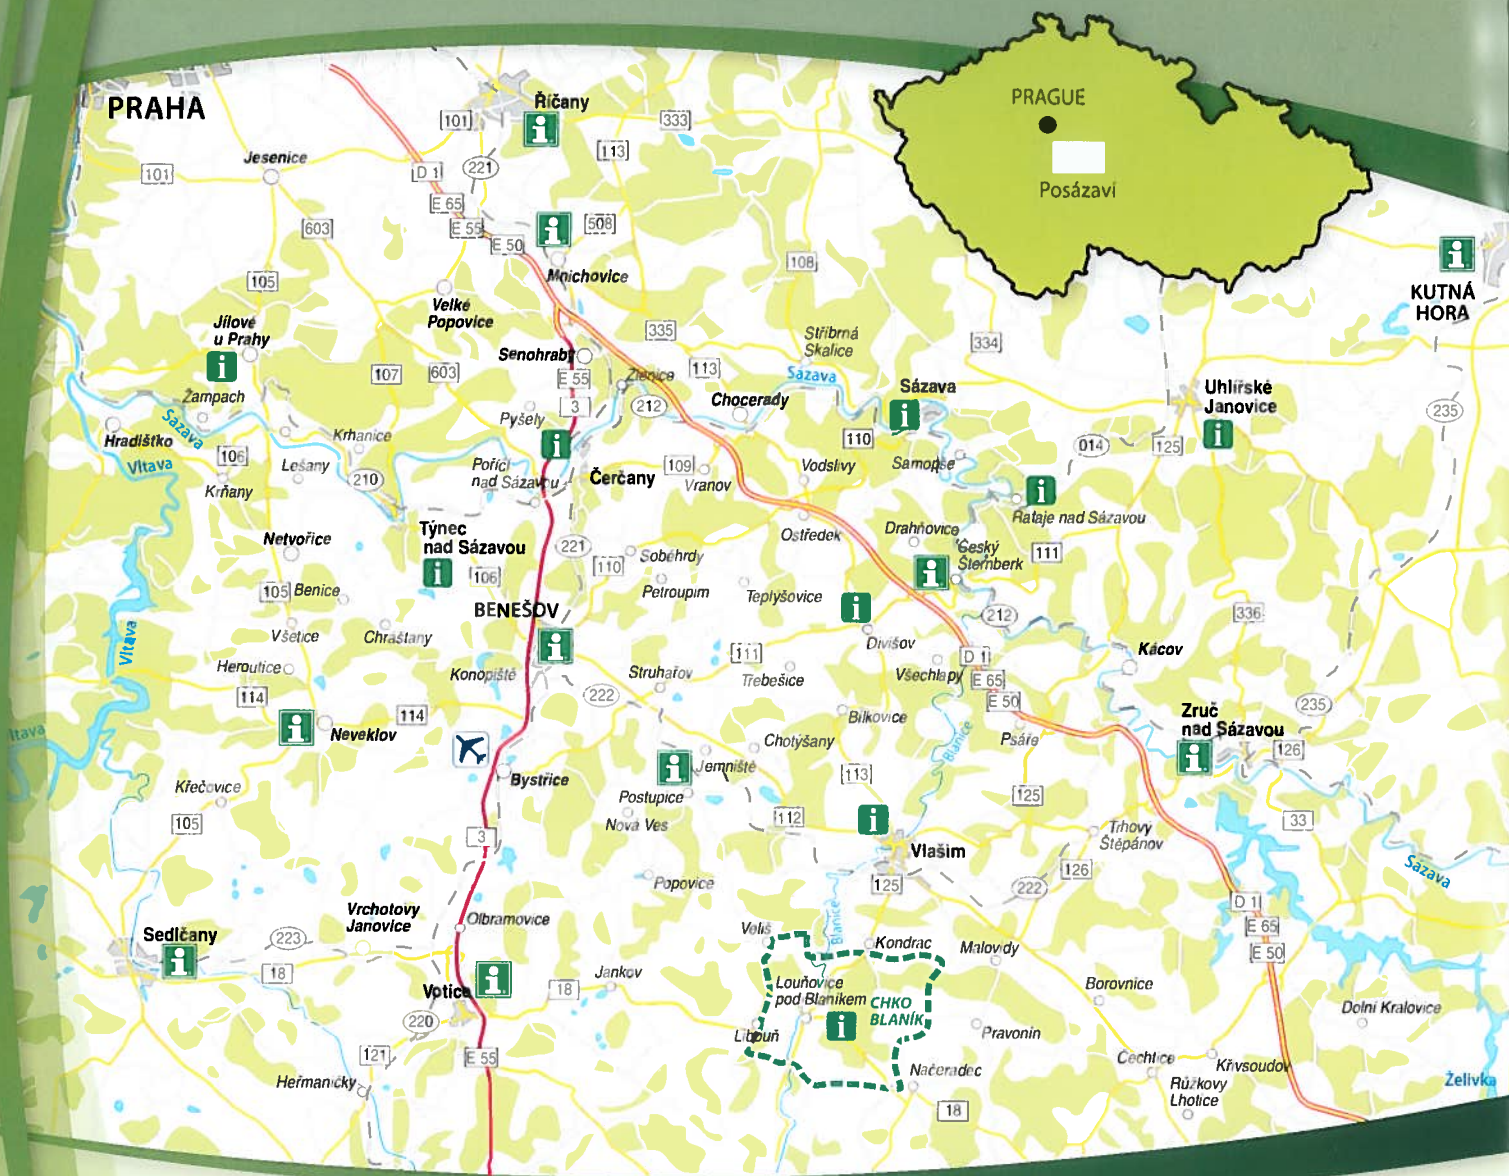 PRAHA
Říčany
101
333
113
221
D 1
Jesenice
101
E 65
E 55
E 50
508
603
Mnichovice
105
108
Velké
Popovice
PRAGUE
Posázaví
KUTNÁ
HORA
Jílové
u Prahy
335
Stříbrná
Skalice
334
Senohraby
107
603
E 55
113
Sázava
Žampach
3
212
Chocerady
Sázava
Uhlířské
Janovice
235
Sázava
Hradištko
Krhanice
Pyšely
110
014
125
106
Vltava
Lešany
210
Poříčí
nad Sázavou
Čerčany
109
Vranov
Vodslivy
Samopše
Krňany
Rataje nad Sázavou
Týnec
nad Sázavou
Netvořice
Ostředek
Drahňovice
221
Soběhrdy
Český
Šternberk
111
110
106
105
Benice
Petroupim
Teplyšovice
BENEŠOV
212
336
Všetice
Chrášťany
Divišov
Vltava
Heroutice
Konopiště
Struhařov
111
Třebešice
Všechlapy
D 1
E 65
E 50
Kácov
114
114
222
235
Neveklov
Bílkovice
Zruč
nad Sázavou
ltava
Blanice
Psáře
126
Chotýšany
Jemniště
Bystřice
113
Křečovice
Postupice
125
105
Nová Ves
112
33
3
Trhový
Štěpánov
Vlašim
126
Sázava
Popovice
125
222
Vrchotovy
Janovice
Olbramovice
D 1
E 65
E 50
Sedlčany
223
Veliš
Blanice
Kondrac
Malovidy
18
Votice
18
Jankov
Louňovice
pod Blaníkem
CHKO
BLANÍK
Borovnice
Dolní Kralovice
220
Libouň
Pravonín
121
E 55
Čechtice
Křivsoudov
Heřmaničky
Načeradec
Růžkovy
Lhotice
Želivka
18